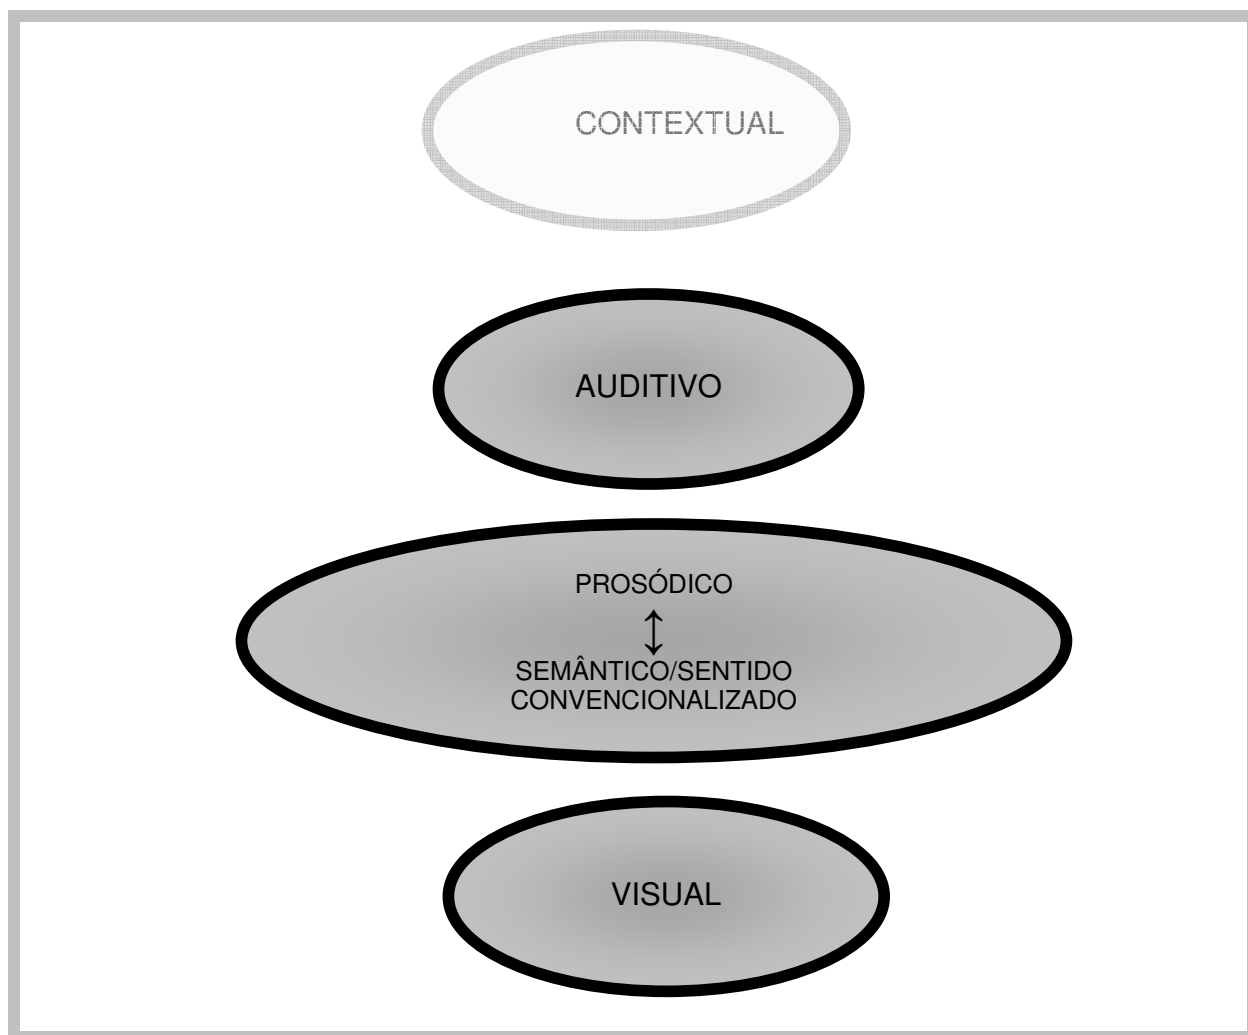 CONTEXTUAL
AUDITIVO
PROSÓDICO
SEMÂNTICO/SENTIDO
CONVENCIONALIZADO
VISUAL